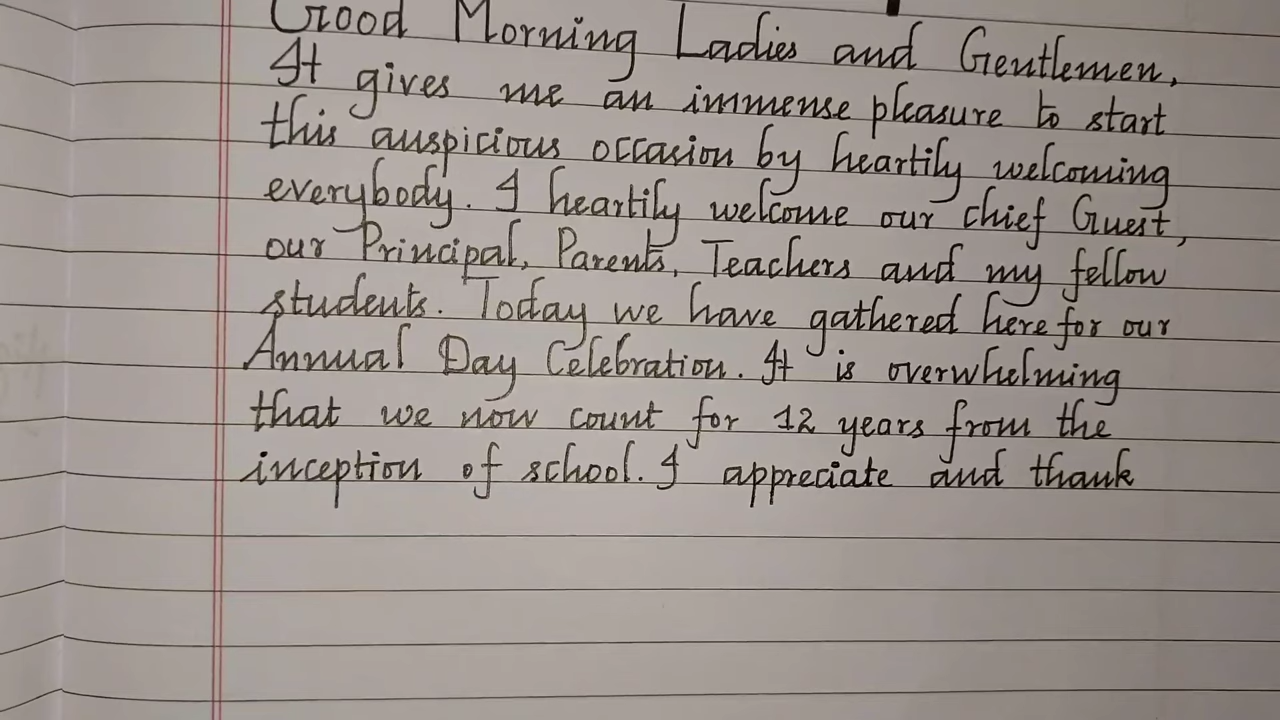 Good Morning Ladies and Gentlemen,
It gives me an immense pleasure to start
this auspicious occasion by heartily welcoming
everybody. I heartily welcome our chief Guest,
our Principal, Parents, Teachers and my fellow
students. Today we have gathered here for our
Annual Day Celebration. It is overwhelming
that we now count for 12 years from the
inception of school. I appreciate and thank